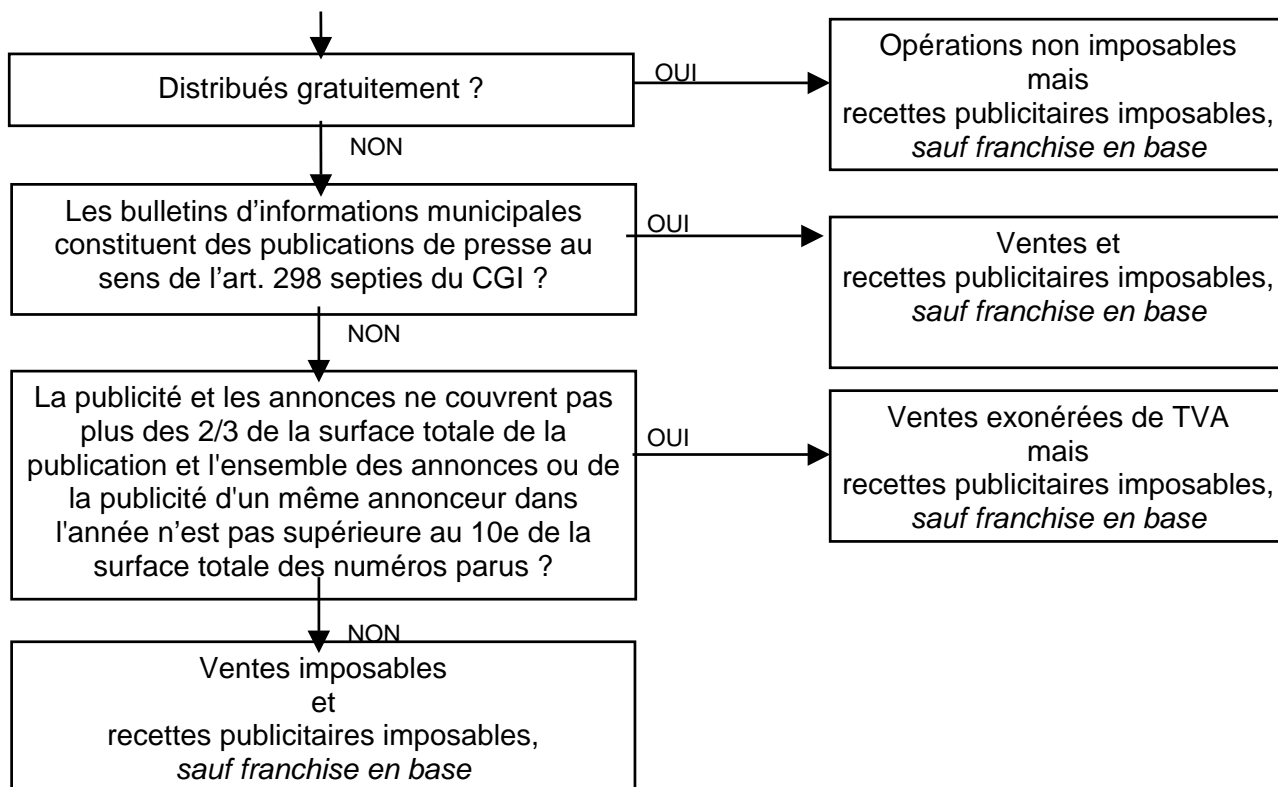 Distribués gratuitement ?
OUI
Opérations non imposables
mais
recettes publicitaires imposables,
sauf franchise en base
NON
Les bulletins d’informations municipales
constituent des publications de presse au
sens de l’art. 298 septies du CGI ?
OUI
Ventes et
recettes publicitaires imposables,
sauf franchise en base
NON
La publicité et les annonces ne couvrent pas
plus des 2/3 de la surface totale de la
publication et l'ensemble des annonces ou de
la publicité d'un même annonceur dans
l'année n’est pas supérieure au 10e de la
surface totale des numéros parus ?
OUI
Ventes exonérées de TVA
mais
recettes publicitaires imposables,
sauf franchise en base
NON
Ventes imposables
et
recettes publicitaires imposables,
sauf franchise en base